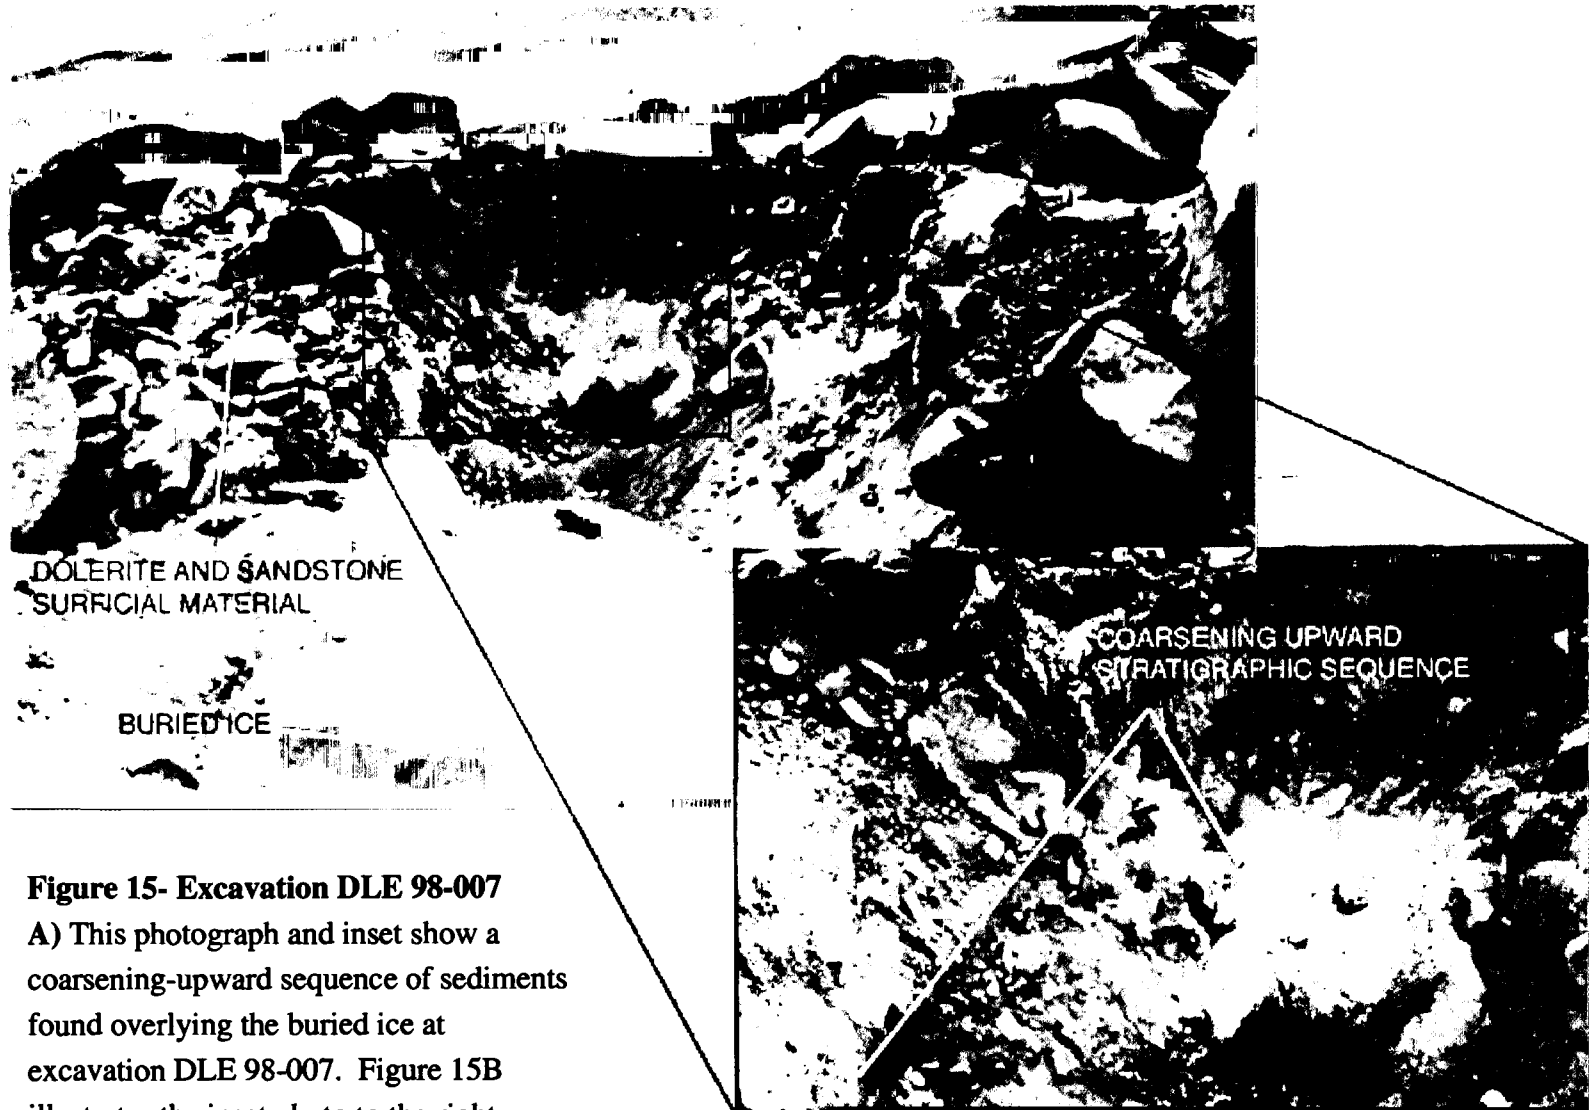 DOLERITE AND SANDSTONE
SURFICIAL MATERIAL
BURIED ICE
COARSENING UPWARD
STRATIGRAPHIC SEQUENCE
Figure 15- Excavation DLE 98-007
A) This photograph and inset show a
coarsening-upward sequence of sediments
found overlying the buried ice at
excavation DLE 98-007. Figure 15B